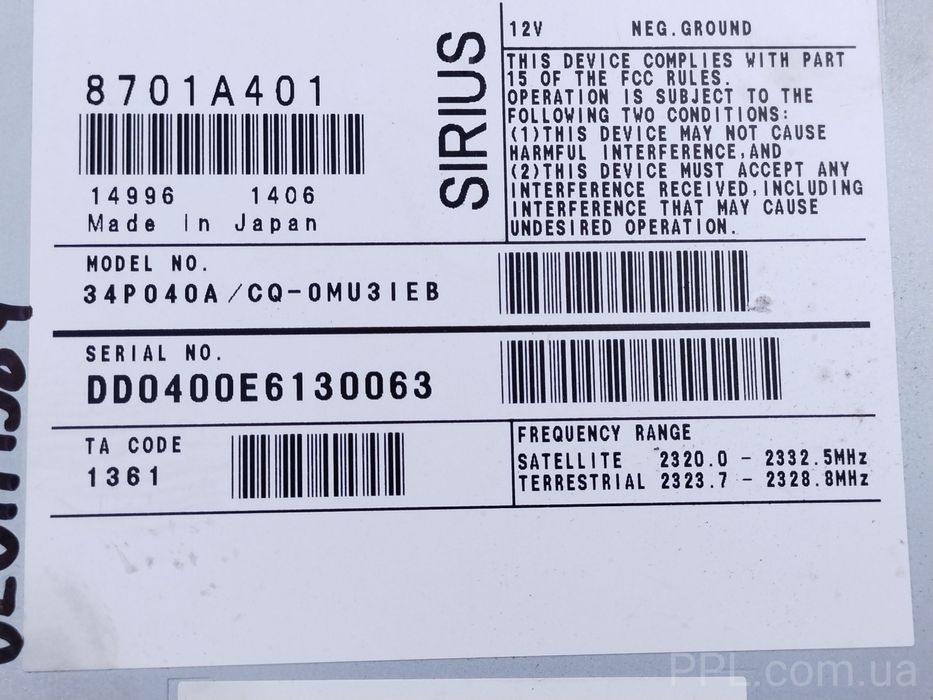 8701A401
14996 1406
Made In Japan
SIRIUS
12V NEG.GROUND
THIS DEVICE COMPLIES WITH PART
15 OF THE FCC RULES.
OPERATION IS SUBJECT TO THE
FOLLOWING TWO CONDITIONS:
(1)THIS DEVICE MAY NOT CAUSE
HARMFUL INTERFERENCE,AND
(2)THIS DEVICE MUST ACCEPT ANY
INTERFERENCE RECEIVED,INCLUDING
INTERFERENCE THAT MAY CAUSE
UNDESIRED OPERATION.
MODEL NO.
34P040A/CQ-0MU31EB
SERIAL NO.
DD0400E6130063
TA CODE
1361
FREQUENCY RANGE
SATELLITE 2320.0 - 2332.5MHz
TERRESTRIAL 2323.7 - 2328.8MHz
PPL.com.ua